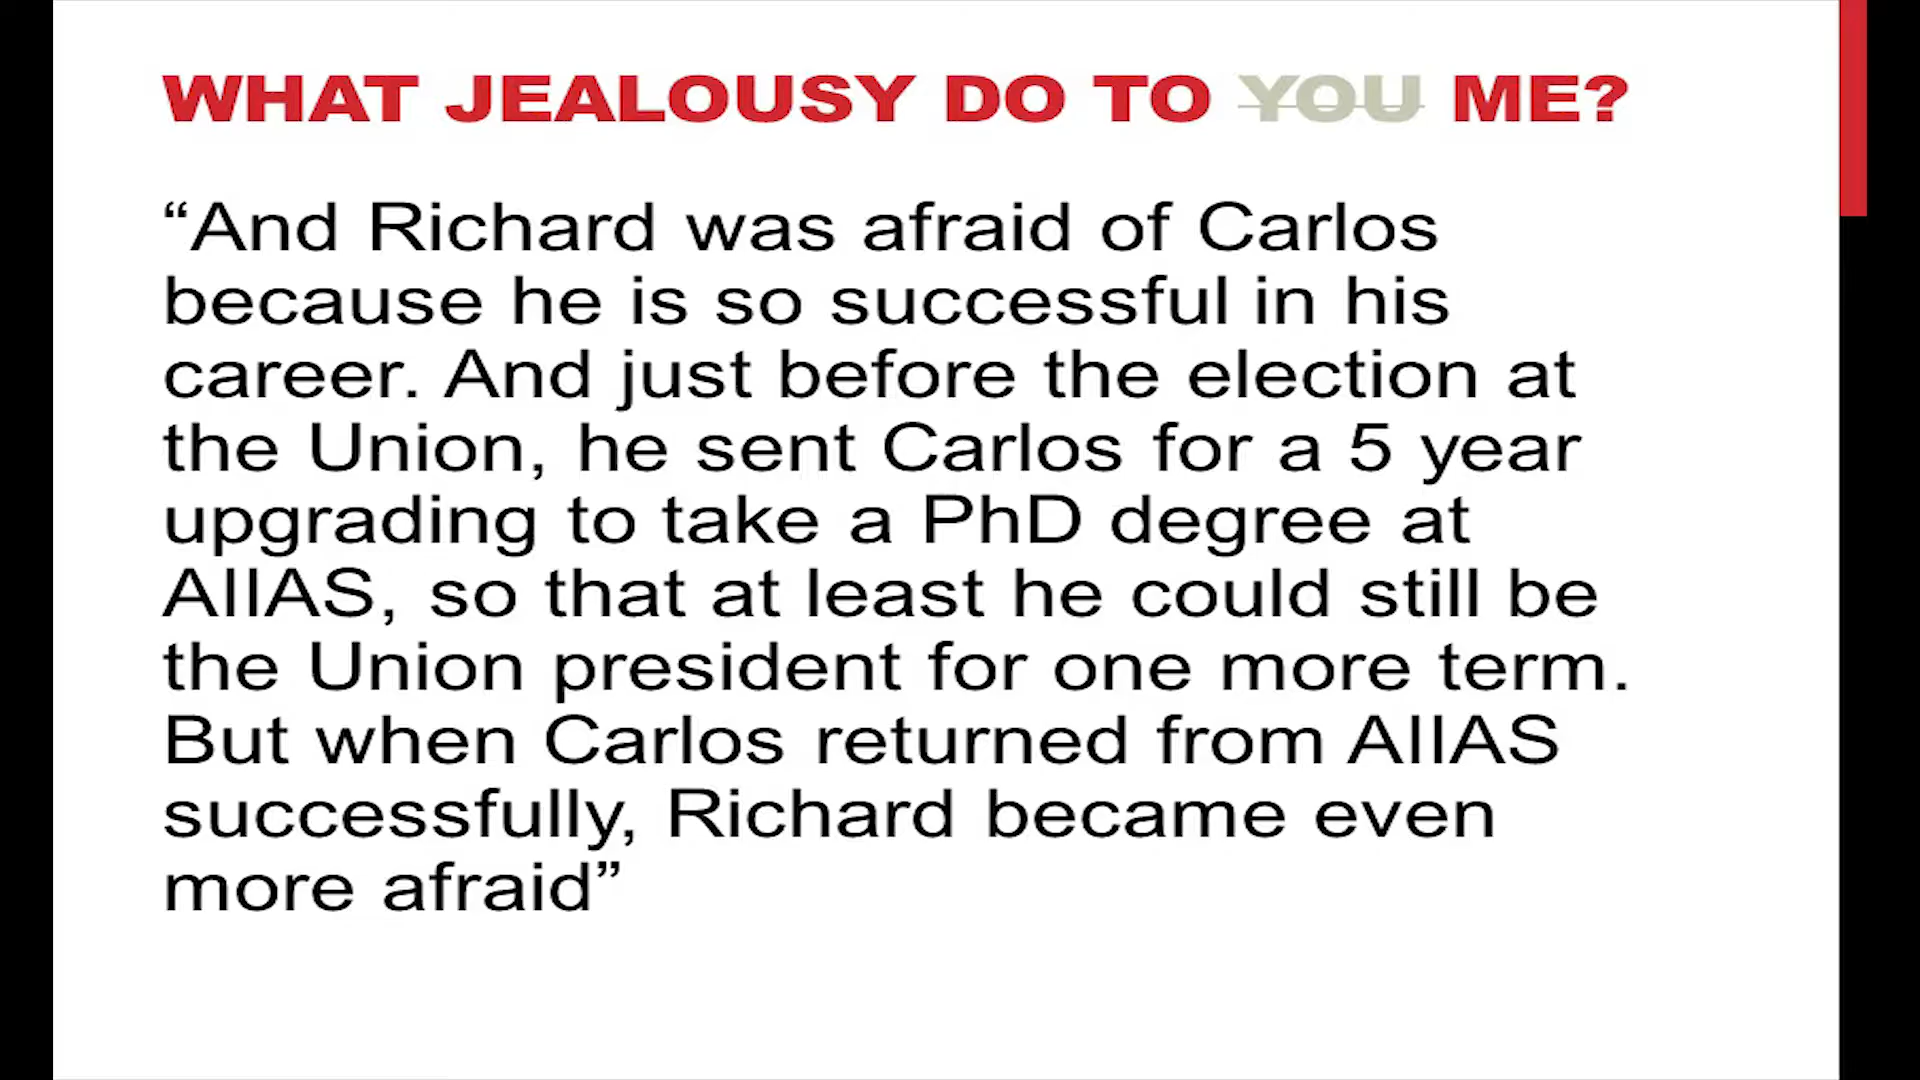 WHAT JEALOUSY DO TO YOU ME?
“And Richard was afraid of Carlos
because he is so successful in his
career. And just before the election at
the Union, he sent Carlos for a 5 year
upgrading to take a PhD degree at
AIIAS, so that at least he could still be
the Union president for one more term.
But when Carlos returned from AIIAS
successfully, Richard became even
more afraid”